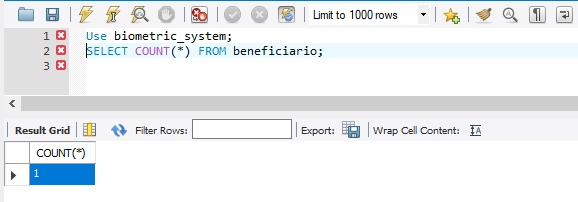 Limit to 1000 rows
1 Use biometric_system;
2 SELECT COUNT(*) FROM beneficiario;
3
Result Grid Filter Rows: Export: Wrap Cell Content:
COUNT(*)
1